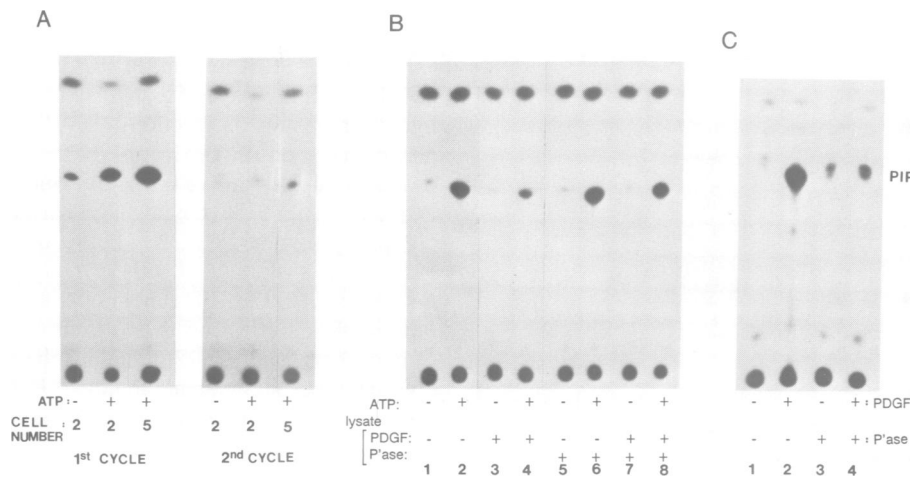 A
B
C
PIP
ATP : - + +
CELL NUMBER : 2 2 5 2 2 5
1st CYCLE 2nd CYCLE
ATP: - + - + - + - +
lysate
PDGF: - - + + - - + +
P'ase: + + + +
1 2 3 4 5 6 7 8
- + - + : PDGF
- - + + : P'ase
1 2 3 4
- + +